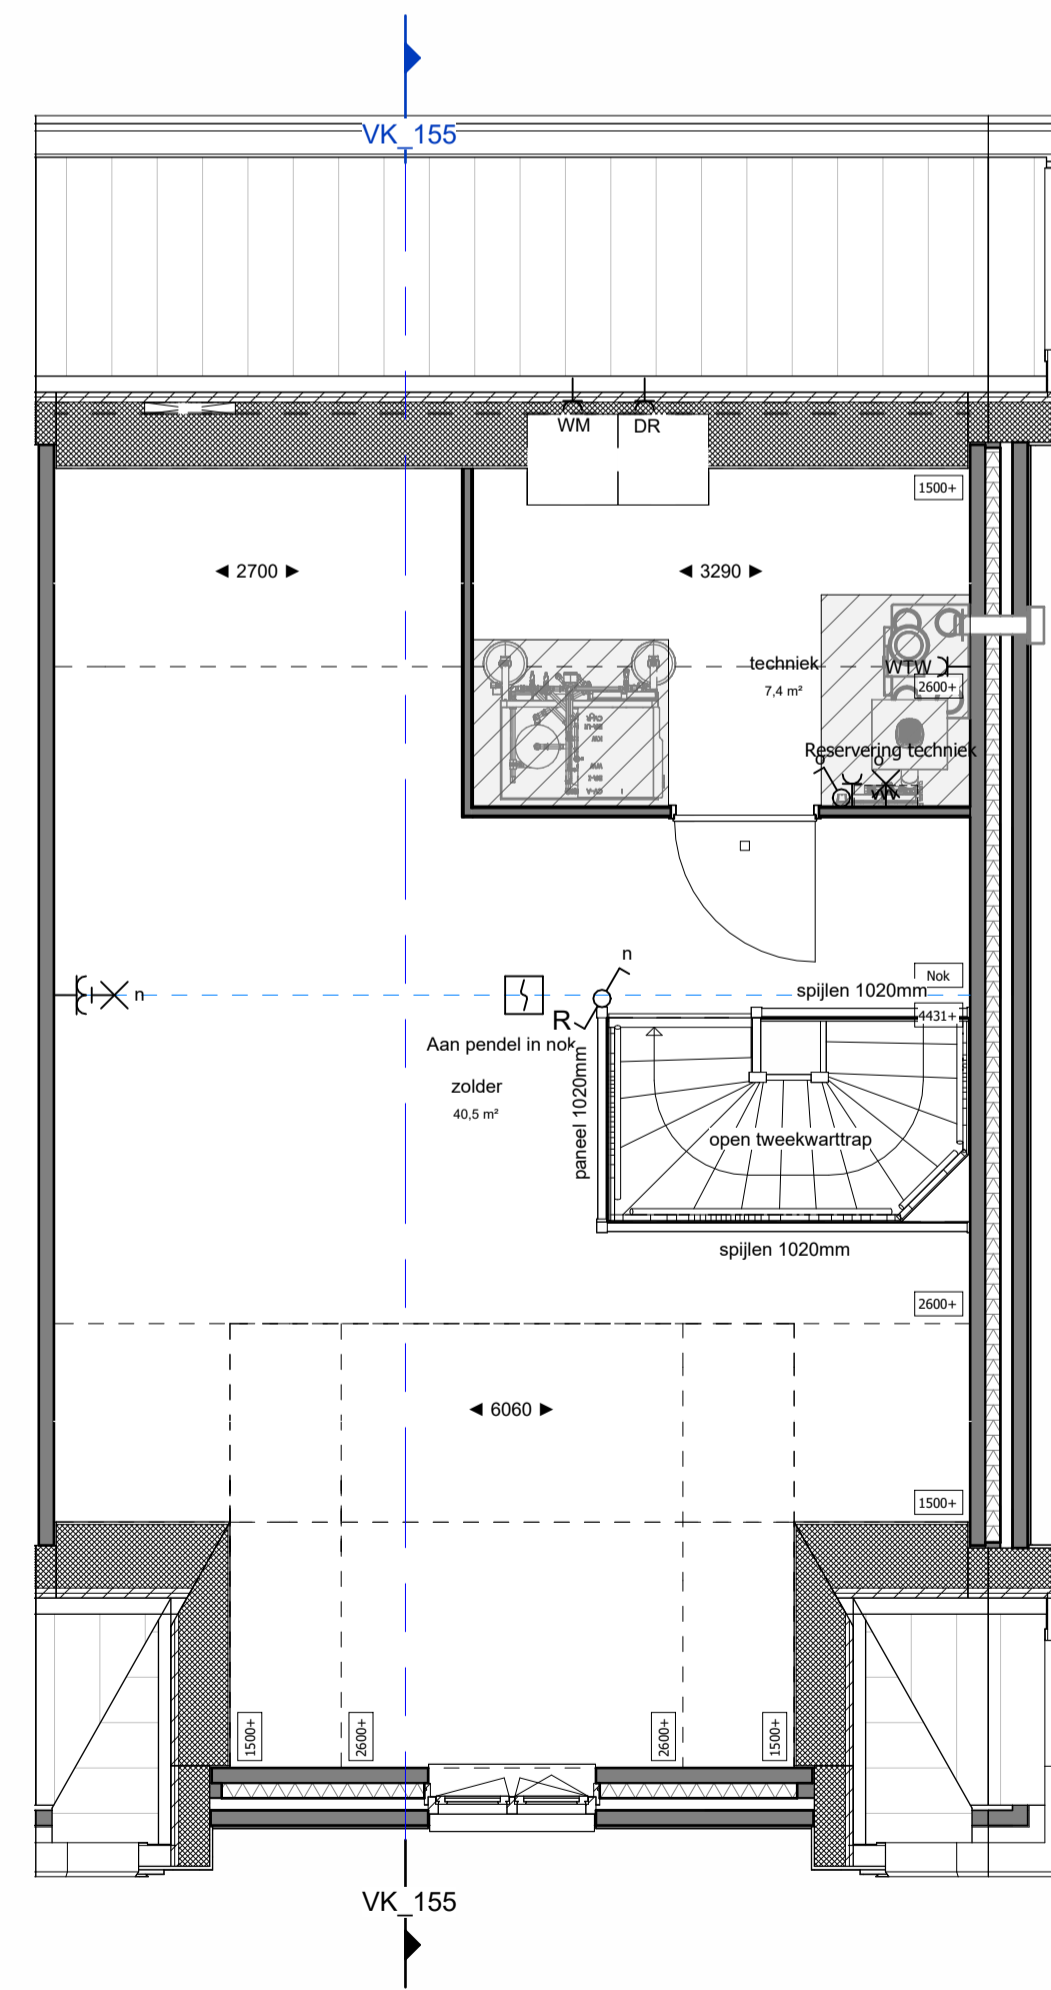 VK_155
WM
DR
1500+
2700
3290
techniek
7,4 m²
WTW
2600+
Reservering techniek
n
n
Nok
spijlen 1020mm
4431+
R
Aan pendel in nok
zolder
40,5 m²
paneel 1020mm
open tweekwarttrap
spijlen 1020mm
2600+
6060
1500+
1500+
2600+
2600+
1500+
VK_155